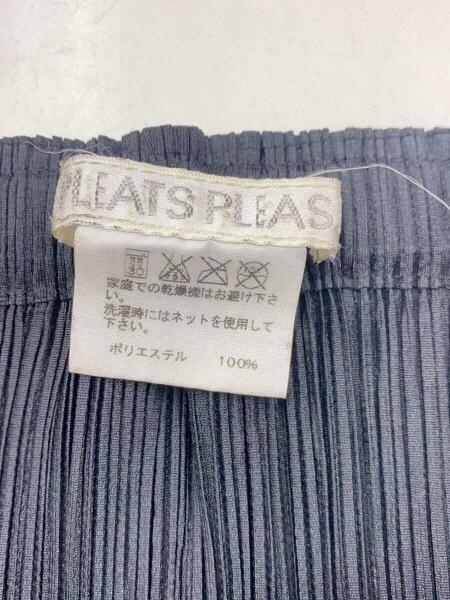 PLEATS PLEAS
家庭での乾燥機はお避け下さ
い。
洗濯時にはネットを使用して
下さい。
ポリエステル 100%